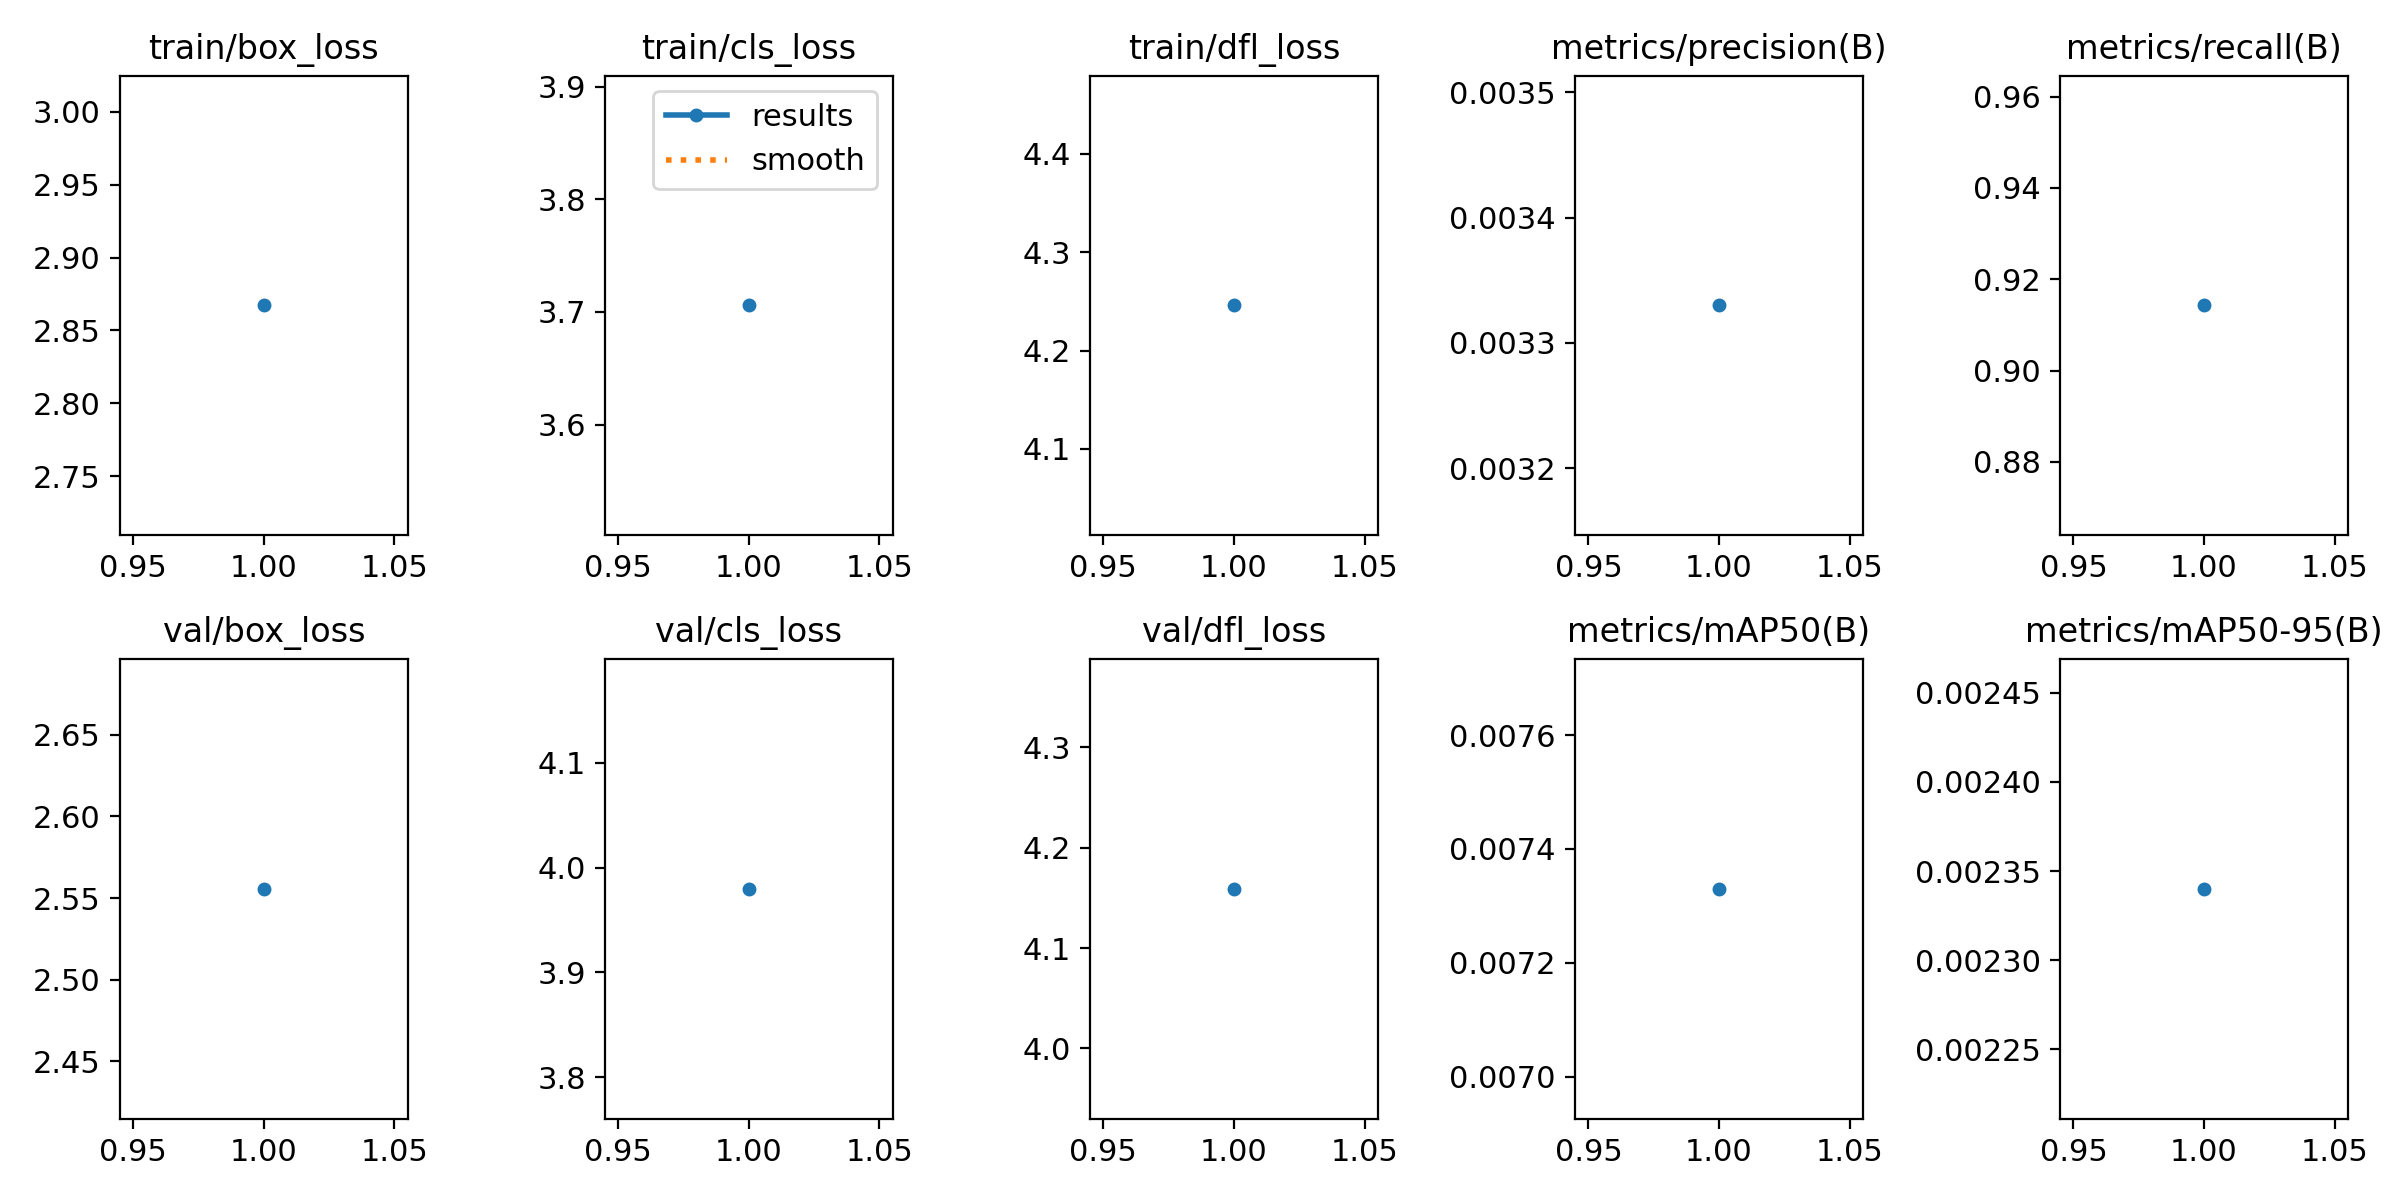 train/box_loss
3.00
2.95
2.90
2.85
2.80
2.75
0.95 1.00 1.05
train/cls_loss
results
smooth
3.9
3.8
3.7
3.6
0.95 1.00 1.05
train/dfl_loss
4.4
4.3
4.2
4.1
0.95 1.00 1.05
metrics/precision(B)
0.0035
0.0034
0.0033
0.0032
0.95 1.00 1.05
metrics/recall(B)
0.96
0.94
0.92
0.90
0.88
0.95 1.00 1.05
val/box_loss
2.65
2.60
2.55
2.50
2.45
0.95 1.00 1.05
val/cls_loss
4.1
4.0
3.9
3.8
0.95 1.00 1.05
val/dfl_loss
4.3
4.2
4.1
4.0
0.95 1.00 1.05
metrics/mAP50(B)
0.0076
0.0074
0.0072
0.0070
0.95 1.00 1.05
metrics/mAP50-95(B)
0.00245
0.00240
0.00235
0.00230
0.00225
0.95 1.00 1.05